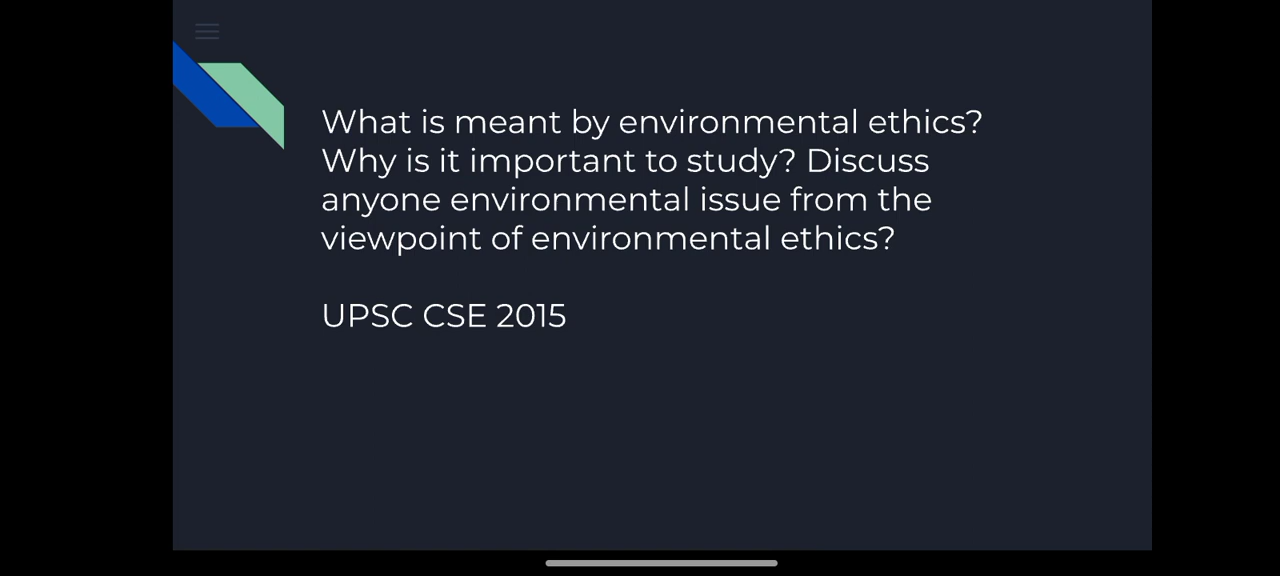 What is meant by environmental ethics?
Why is it important to study? Discuss
anyone environmental issue from the
viewpoint of environmental ethics?
UPSC CSE 2015